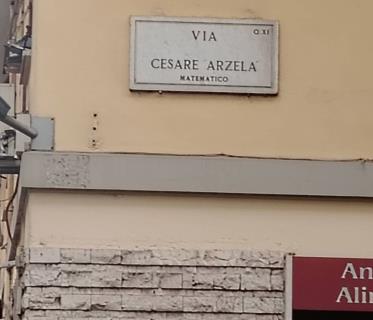 VIA
Q.XI
CESARE ARZELA'
MATEMATICO
An
Alin